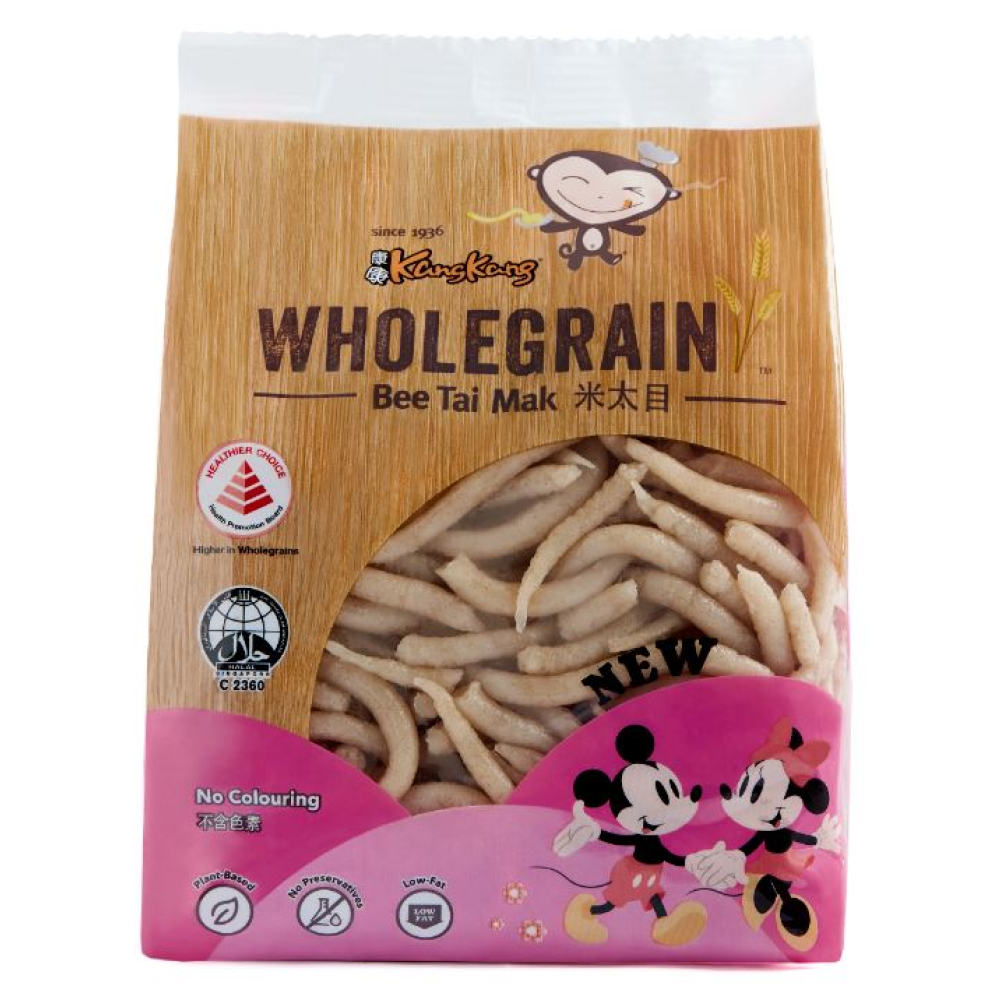 since 1936
康康 KangKang
WHOLEGRAIN
TM
Bee Tai Mak 米太目
HEALTHIER CHOICE
Health Promotion Board
Higher in Wholegrains
حلال
HALAL
SINGAPORE
C 2360
NEW
No Colouring
不含色素
Plant-Based
No Preservatives
Low-Fat
LOW
FAT